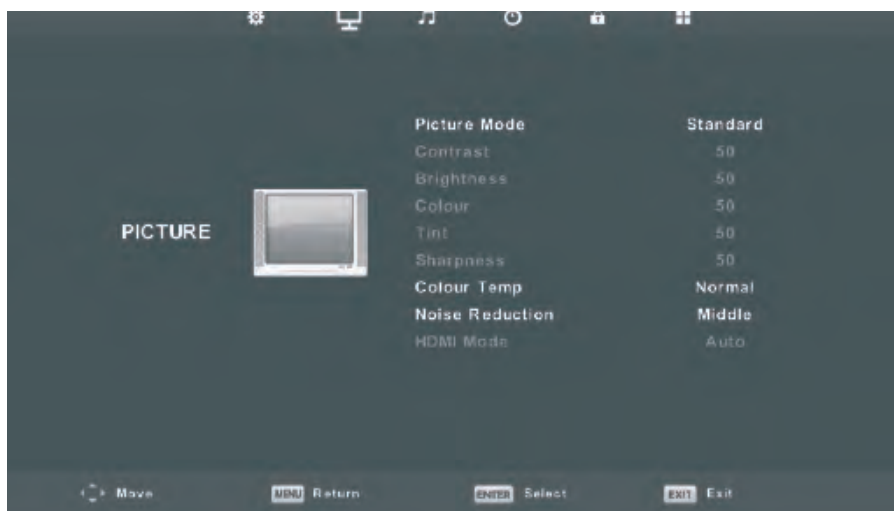 Picture Mode Standard
Contrast 50
Brightness 50
Colour 50
PICTURE
Tint 50
Sharpness 50
Colour Temp Normal
Noise Reduction Middle
HDMI Mode Auto
Move MENU Return ENTER Select EXIT Exit